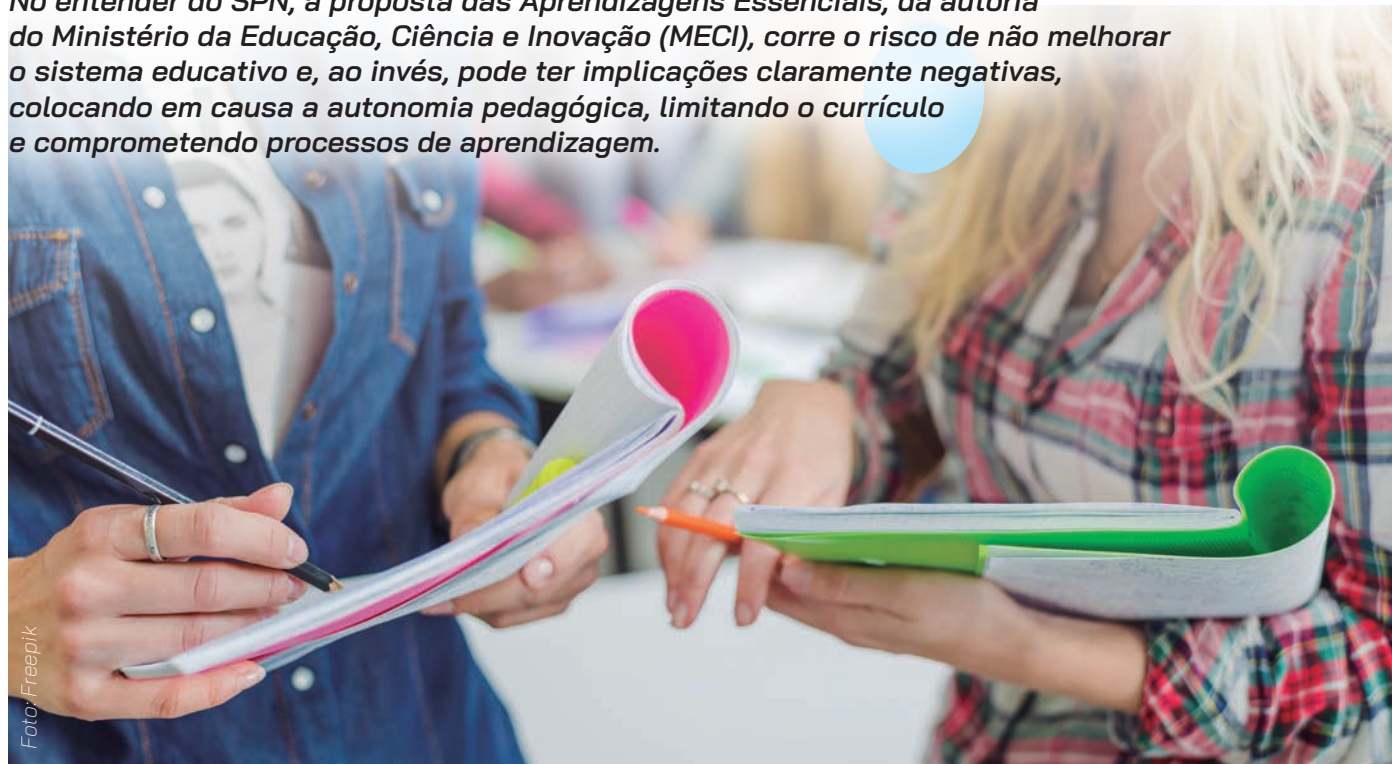 No entender do SPN, a proposta das Aprendizagens Essenciais, da autoria
do Ministério da Educação, Ciência e Inovação (MECI), corre o risco de não melhorar
o sistema educativo e, ao invés, pode ter implicações claramente negativas,
colocando em causa a autonomia pedagógica, limitando o currículo
e comprometendo processos de aprendizagem.
Foto: Freepik